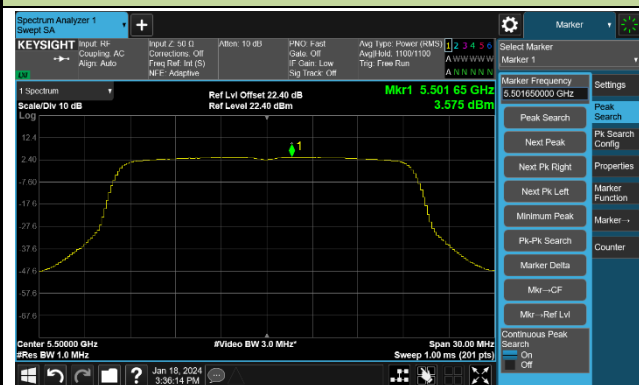 Spectrum Analyzer 1
Swept SA
Marker
KEYSIGHT
Input: RF
Coupling: AC
Align: Auto
Input Z: 50 Ω
Corrections: Off
Freq Ref: Int (S)
NFE: Adaptive
Atten: 10 dB
PNO: Fast
Gate: Off
IF Gain: Low
Sig Track: Off
Avg Type: Power (RMS)
Avg|Hold: 1100/1100
Trig: Free Run
1 2 3 4 5 6
A W W W W W
A N N N N N
Select Marker
Marker 1
1 Spectrum
Scale/Div 10 dB
Log
Ref Lvl Offset 22.40 dB
Ref Level 22.40 dBm
Mkr1 5.501 65 GHz
3.575 dBm
12.4
2.40
-7.60
-17.6
-27.6
-37.6
-47.6
-57.6
-67.6
1
Center 5.50000 GHz
#Res BW 1.0 MHz
#Video BW 3.0 MHz*
Span 30.00 MHz
Sweep 1.00 ms (201 pts)
Marker Frequency
5.501650000 GHz
Peak Search
Next Peak
Next Pk Right
Next Pk Left
Minimum Peak
Pk-Pk Search
Marker Delta
Mkr→CF
Mkr→Ref Lvl
Continuous Peak
Search
On
Off
Settings
Peak
Search
Pk Search
Config
Properties
Marker
Function
Marker→
Counter
Jan 18, 2024
3:36:14 PM